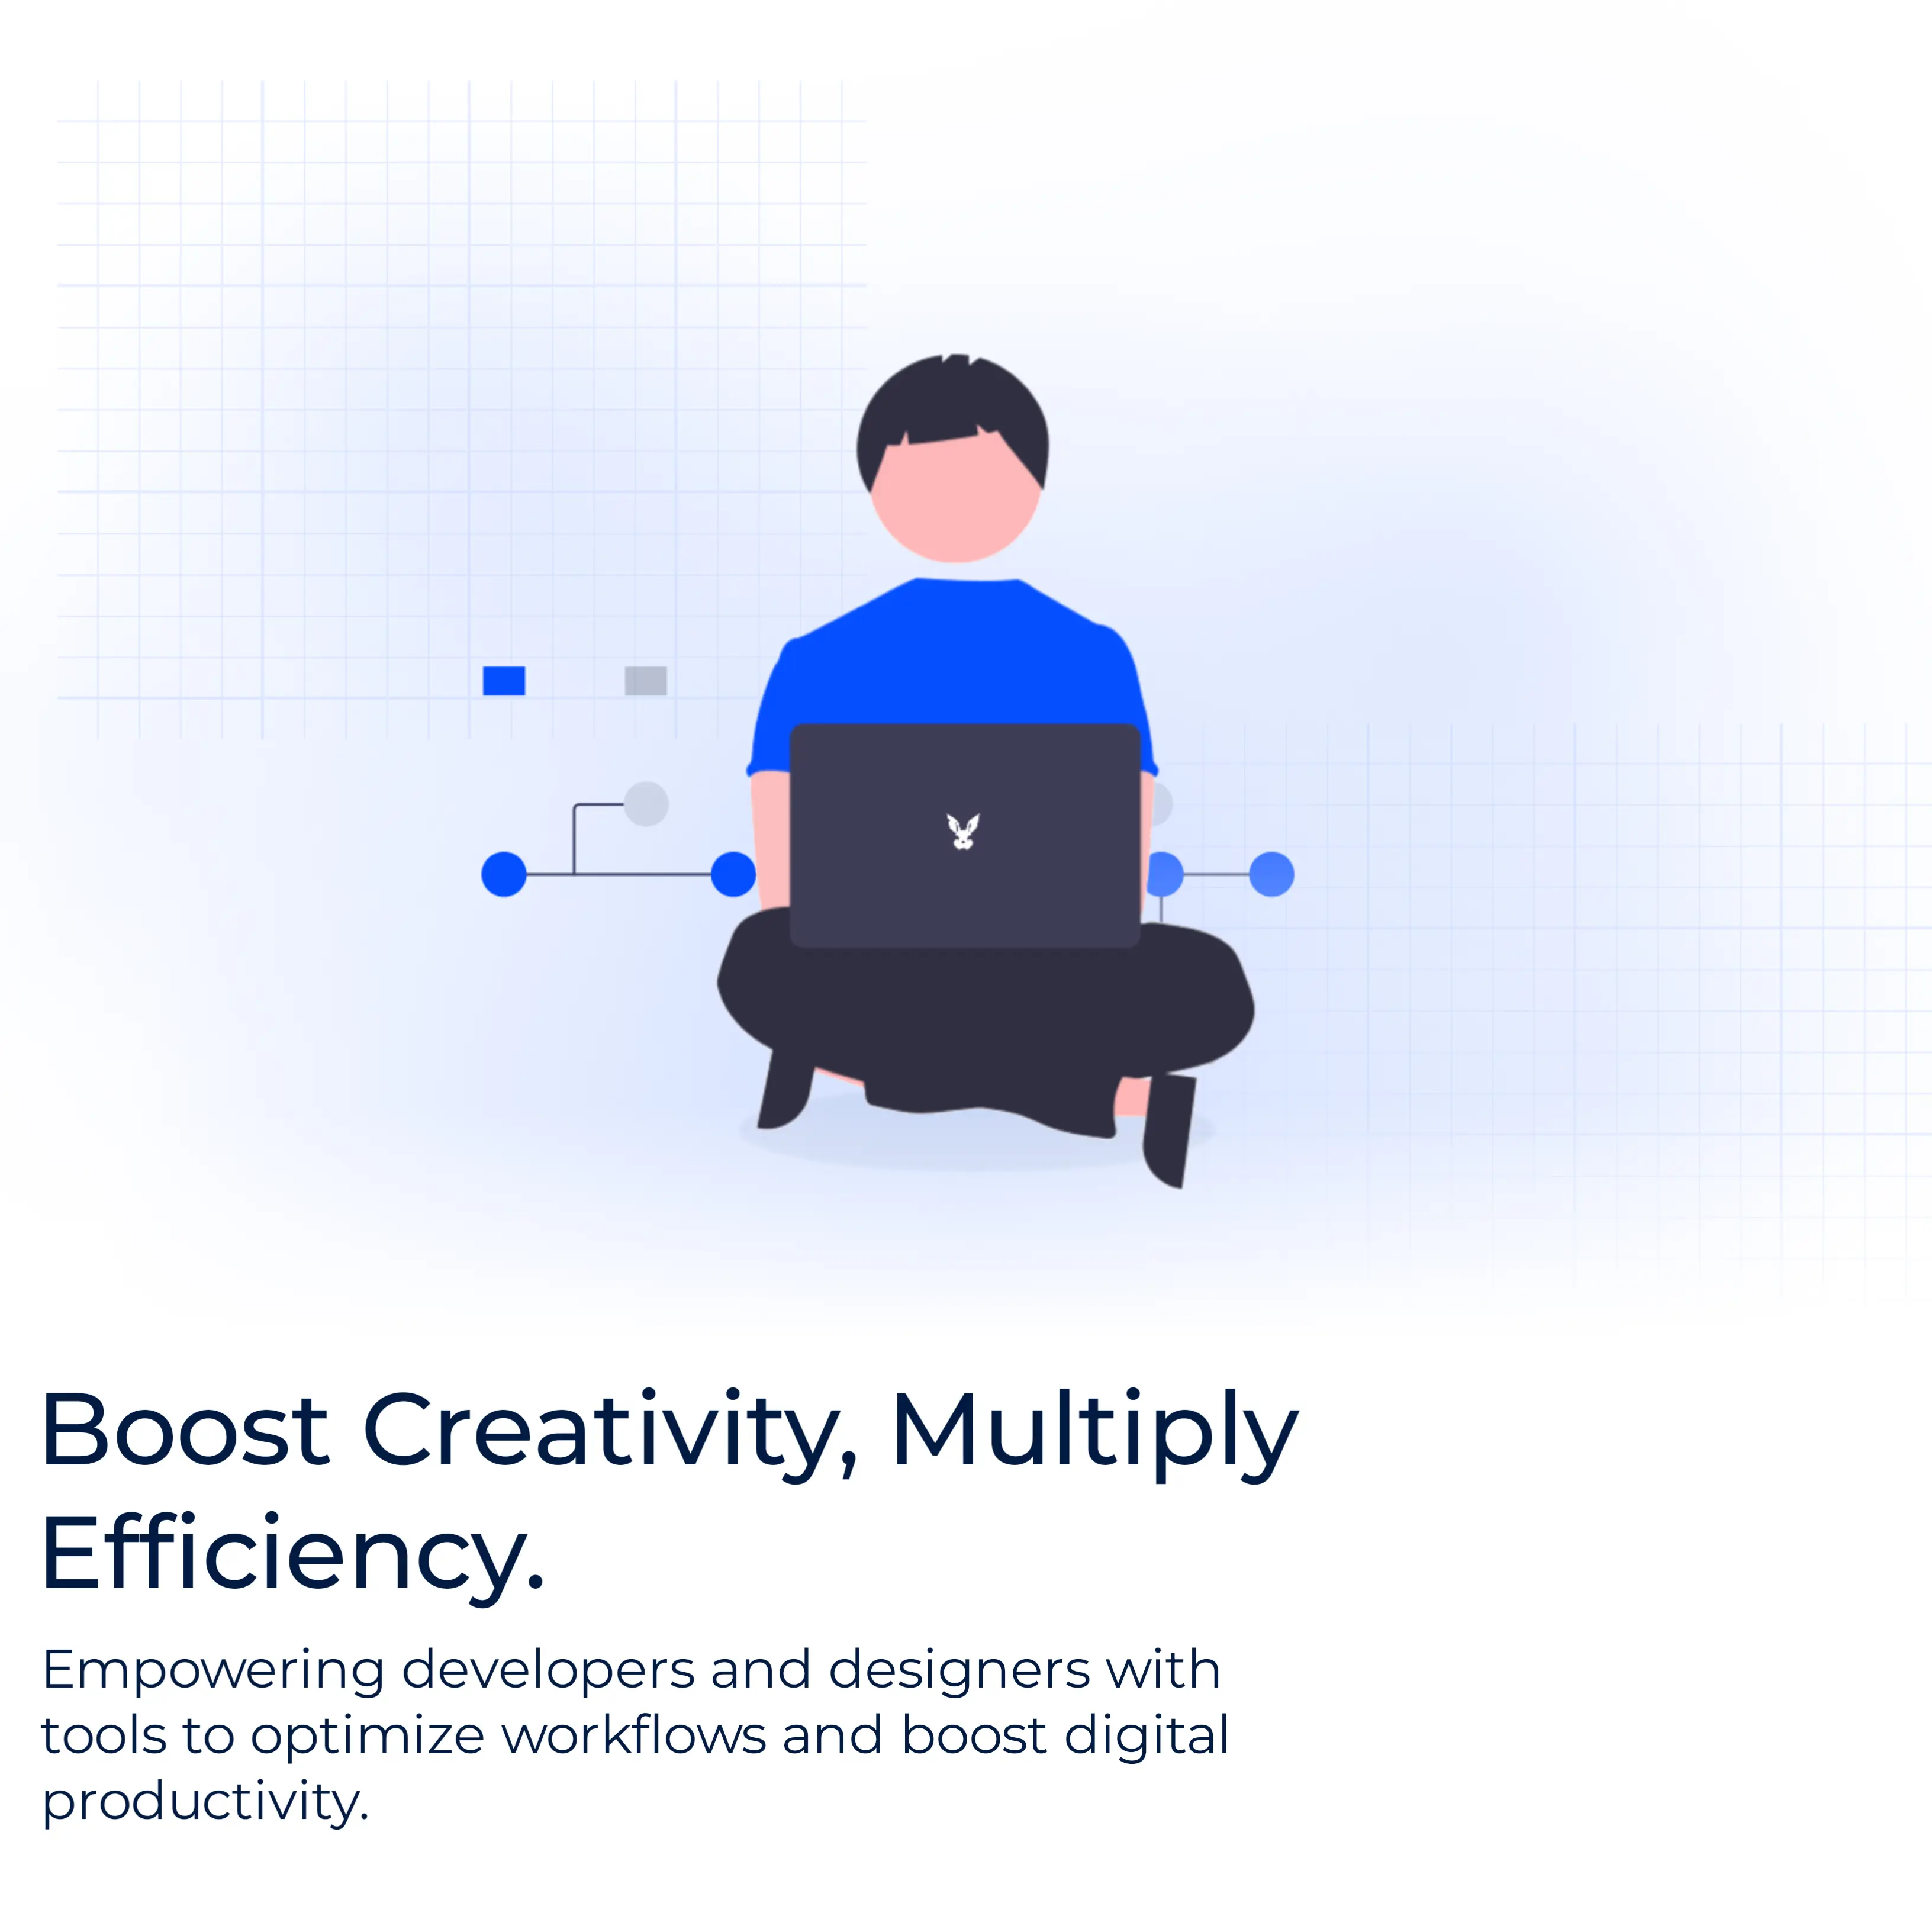 Boost Creativity, Multiply
Efficiency.
Empowering developers and designers with
tools to optimize workflows and boost digital
productivity.